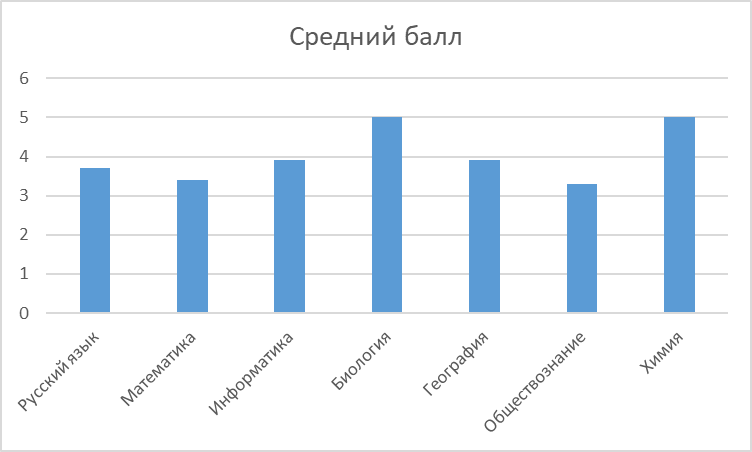 Средний балл
6
5
4
3
2
1
0
Русский язык
Математика
Информатика
Биология
География
Обществознание
Химия